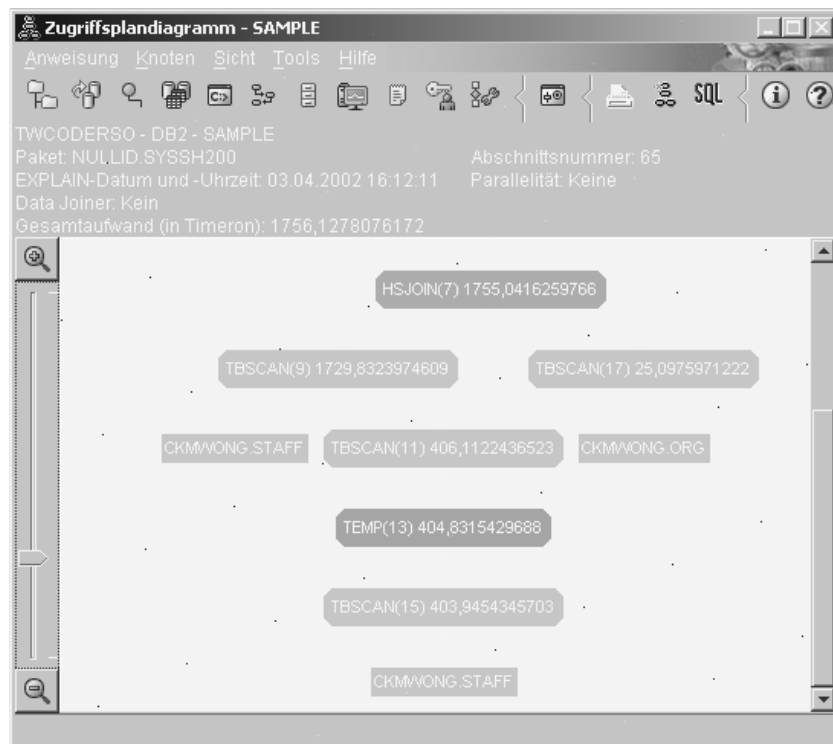 Zugriffsplandiagramm - SAMPLE
Anweisung Knoten Sicht Tools Hilfe
SQL
TWCODERSO - DB2 - SAMPLE
Paket: NULLID.SYSSH200 Abschnittsnummer: 65
EXPLAIN-Datum und -Uhrzeit: 03.04.2002 16:12:11 Parallelität: Keine
Data Joiner: Kein
Gesamtaufwand (in Timeron): 1756,1278076172
HSJOIN(7) 1755,0416259766
TBSCAN(9) 1729,8323974609 TBSCAN(17) 25,0975971222
CKMWONG.STAFF TBSCAN(11) 406,1122436523 CKMWONG.ORG
TEMP(13) 404,8315429688
TBSCAN(15) 403,9454345703
CKMWONG.STAFF